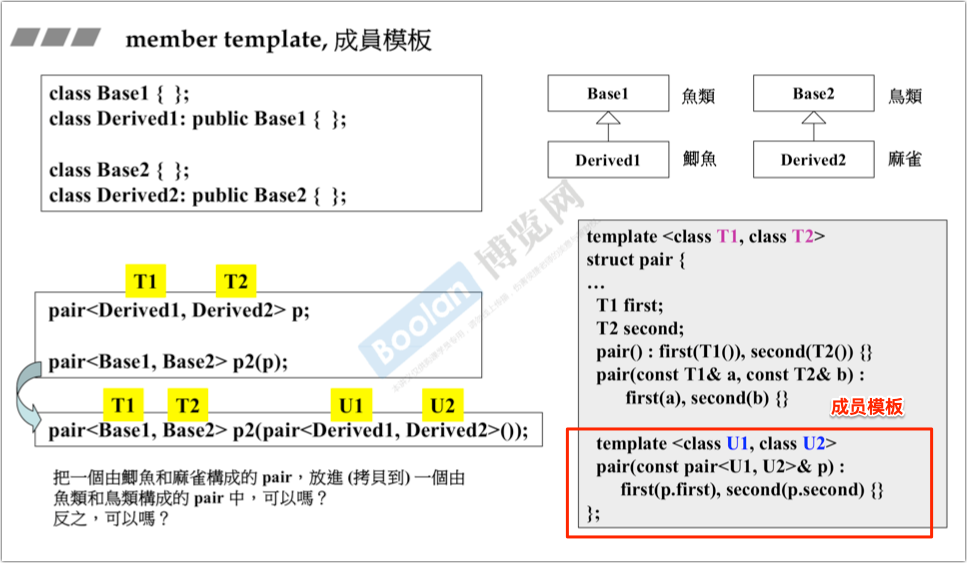 member template, 成員模板
class Base1 { };
class Derived1: public Base1 { };
class Base2 { };
class Derived2: public Base2 { };
Base1
魚類
Base2
鳥類
Derived1
鯽魚
Derived2
麻雀
T1 T2
pair<Derived1, Derived2> p;
pair<Base1, Base2> p2(p);
T1 T2 U1 U2
pair<Base1, Base2> p2(pair<Derived1, Derived2>());
把一個由鯽魚和麻雀構成的 pair，放進 (拷貝到) 一個由
魚類和鳥類構成的 pair 中，可以嗎？
反之，可以嗎？
template <class T1, class T2>
struct pair {
…
T1 first;
T2 second;
pair() : first(T1()), second(T2()) {}
pair(const T1& a, const T2& b) :
first(a), second(b) {}
成员模板
template <class U1, class U2>
pair(const pair<U1, U2>& p) :
first(p.first), second(p.second) {}
};
Boolan 博览网